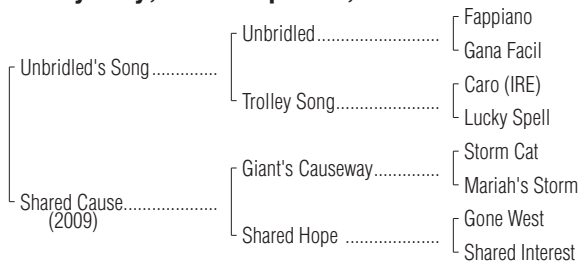 Fappiano
Unbridled
Gana Facil
Unbridled's Song
Caro (IRE)
Trolley Song
Lucky Spell
Storm Cat
Giant's Causeway
Mariah's Storm
Shared Cause
(2009)
Gone West
Shared Hope
Shared Interest